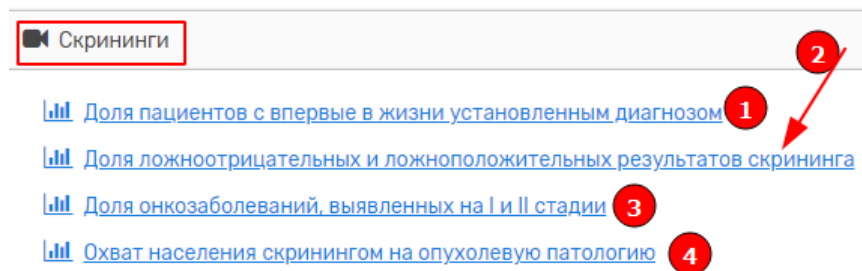 Скрининги
2
Доля пациентов с впервые в жизни установленным диагнозом 1
Доля ложноотрицательных и ложноположительных результатов скрининга
Доля онкозаболеваний, выявленных на I и II стадии 3
Охват населения скринингом на опухолевую патологию 4